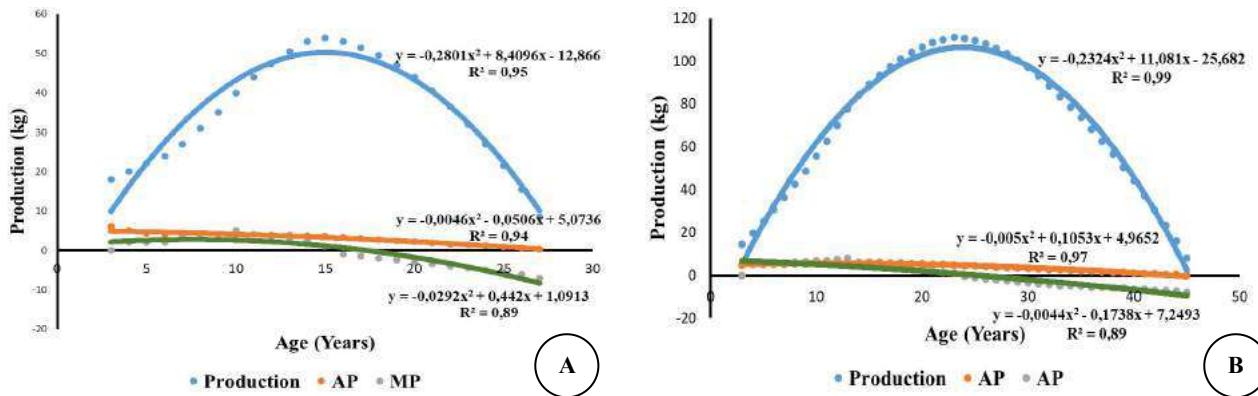 60
50
40
30
20
10
0
-10
-20
0
5
10
15
20
25
30
Production (kg)
y = -0,2801x² + 8,4096x - 12,866
R² = 0,95
y = -0,0046x² - 0,0506x + 5,0736
R² = 0,94
y = -0,0292x² + 0,442x + 1,0913
R² = 0,89
Age (Years)
Production AP MP
A
120
100
80
60
40
20
0
-20
0
10
20
30
40
50
Production (kg)
y = -0,2324x² + 11,081x - 25,682
R² = 0,99
y = -0,005x² + 0,1053x + 4,9652
R² = 0,97
y = -0,0044x² - 0,1738x + 7,2493
R² = 0,89
Age (Years)
Production AP AP
B